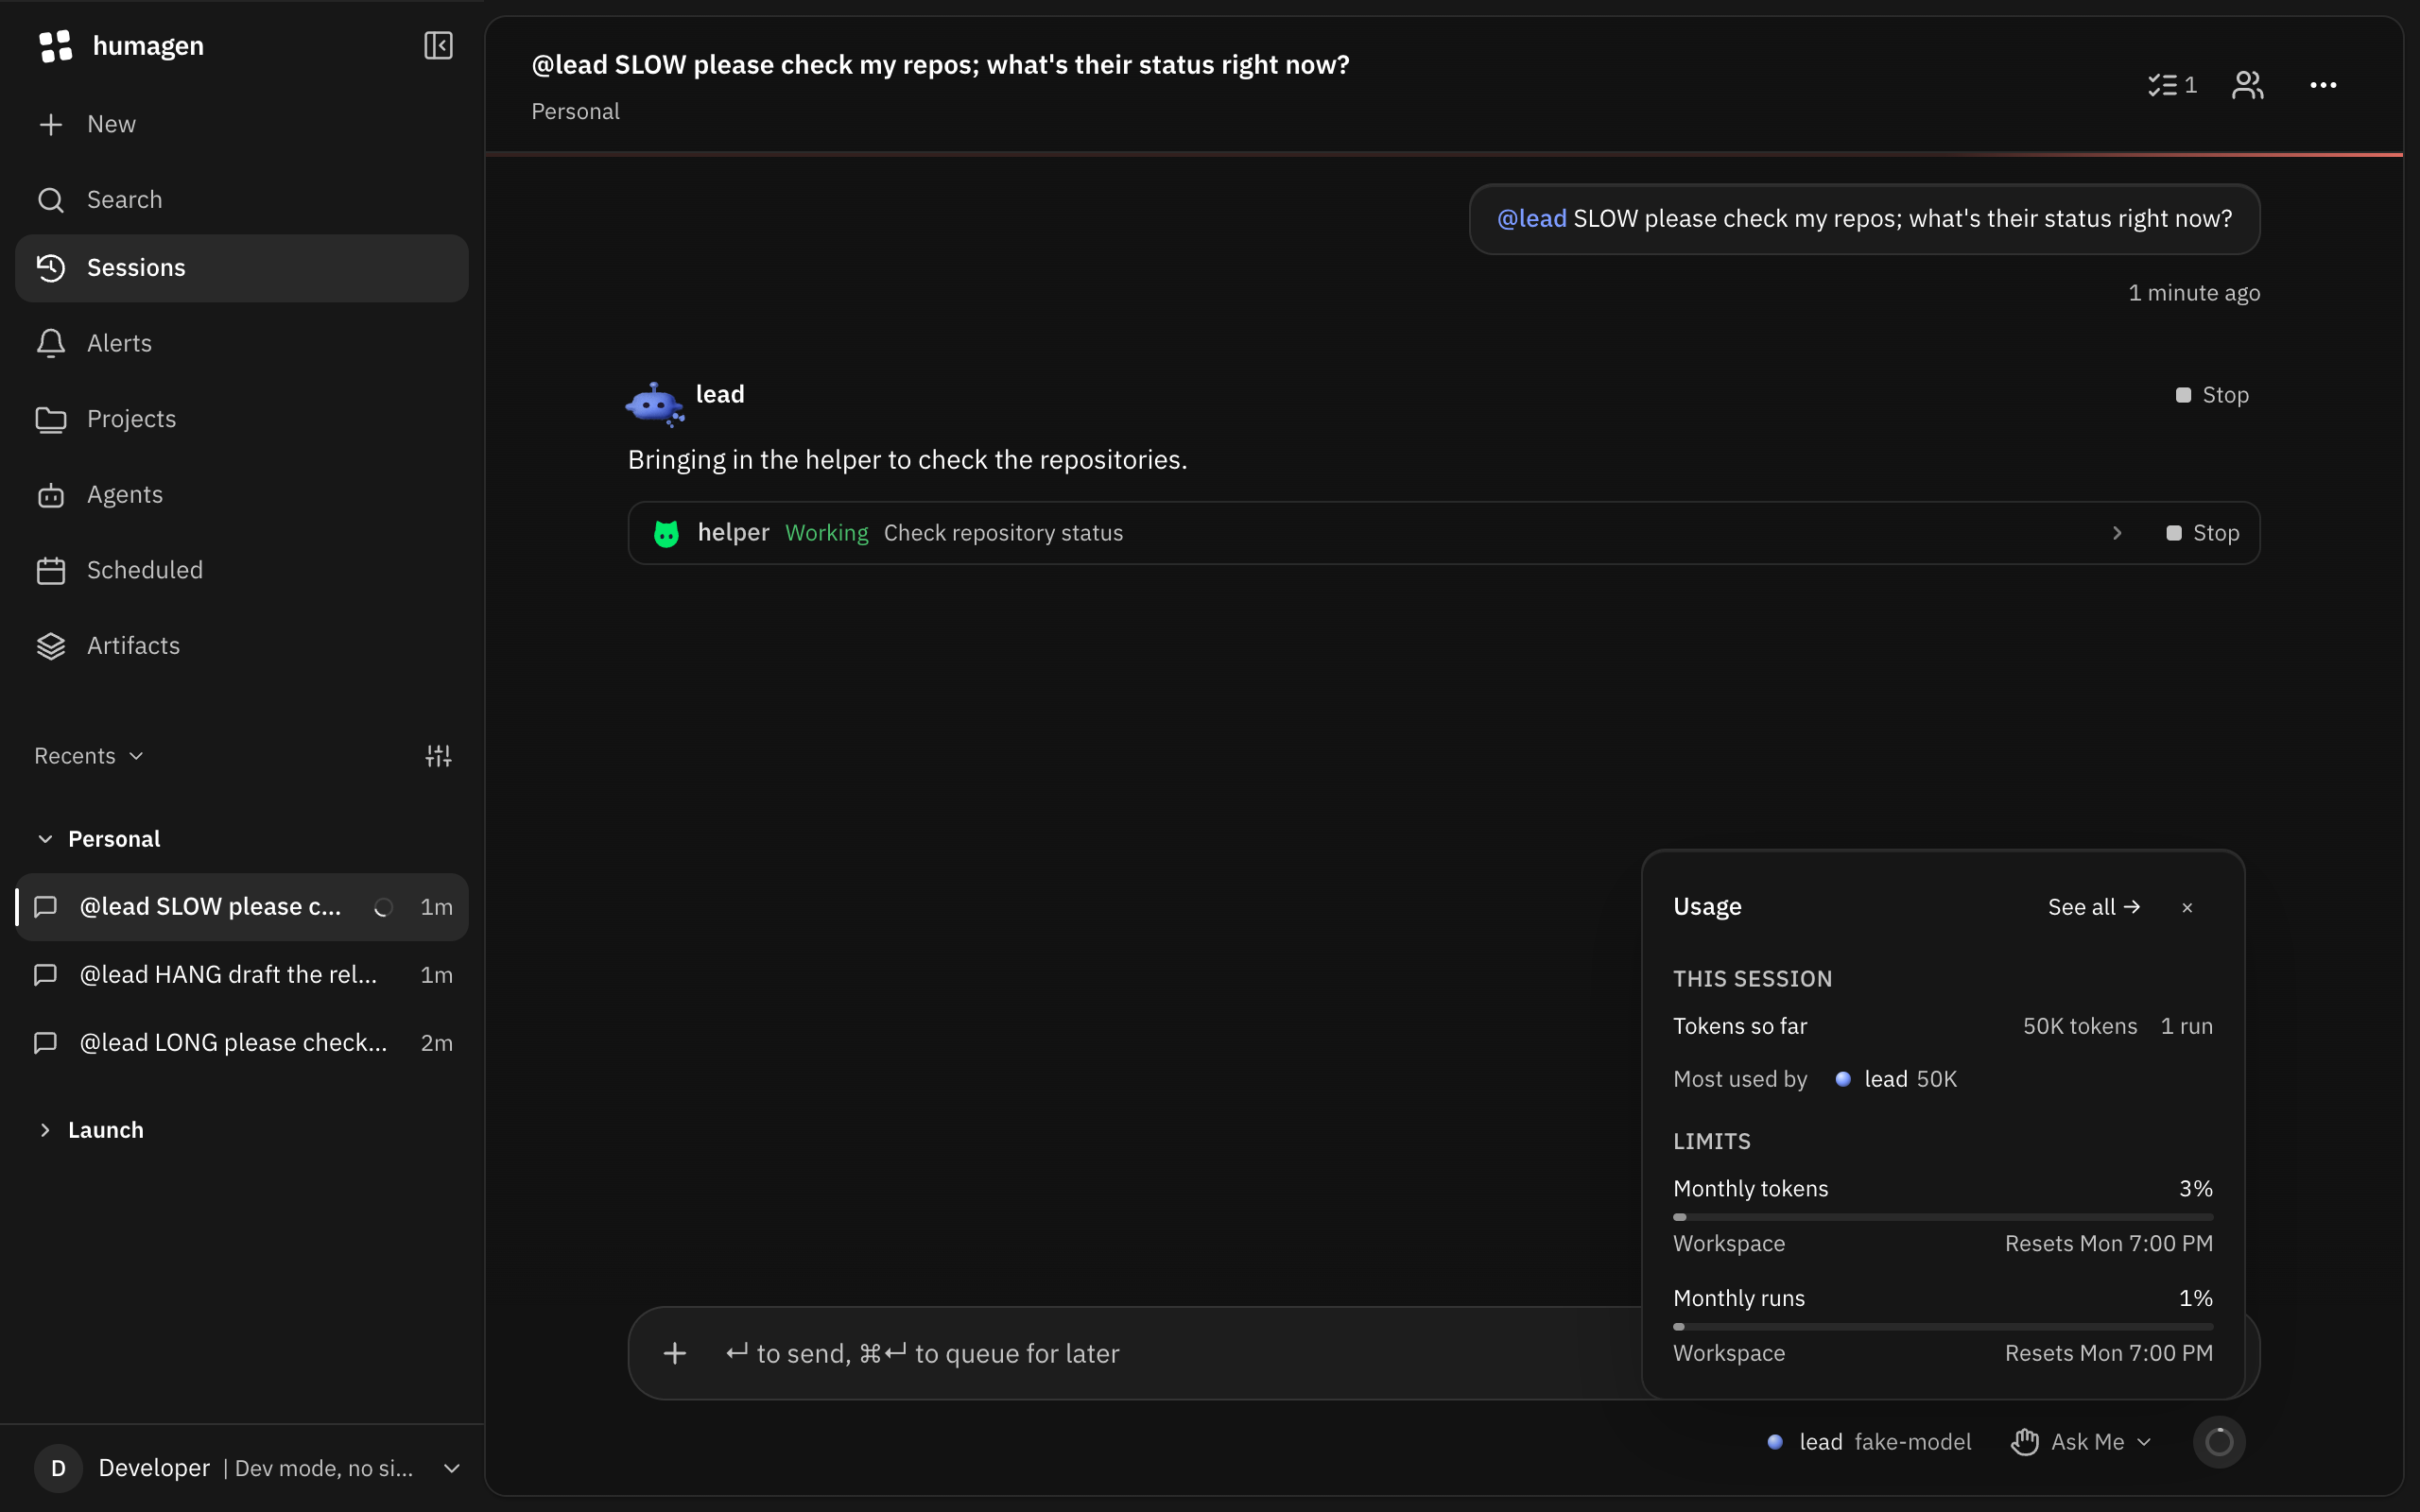 humagen
New
Search
Sessions
Alerts
Projects
Agents
Scheduled
Artifacts
Recents
Personal
@lead SLOW please c... 1m
@lead HANG draft the rel... 1m
@lead LONG please check... 2m
Launch
D Developer | Dev mode, no si...
@lead SLOW please check my repos; what's their status right now?
Personal
1
@lead SLOW please check my repos; what's their status right now?
1 minute ago
lead
Stop
Bringing in the helper to check the repositories.
helper Working Check repository status
Stop
Usage
See all → ×
THIS SESSION
Tokens so far 50K tokens 1 run
Most used by lead 50K
LIMITS
Monthly tokens 3%
Workspace Resets Mon 7:00 PM
Monthly runs 1%
Workspace Resets Mon 7:00 PM
↵ to send, ⌘↵ to queue for later
lead fake-model Ask Me